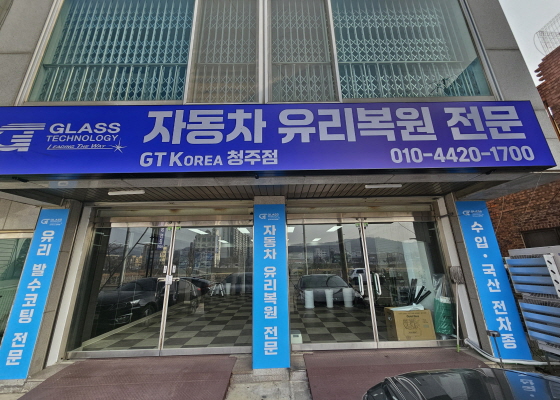 GT GLASS
TECHNOLOGY
LEADING THE WAY
자동차 유리복원 전문
GT KOREA 청주점
010-4420-1700
유리 발수코팅 전문
자동차 유리복원 전문
수입·국산 전차종